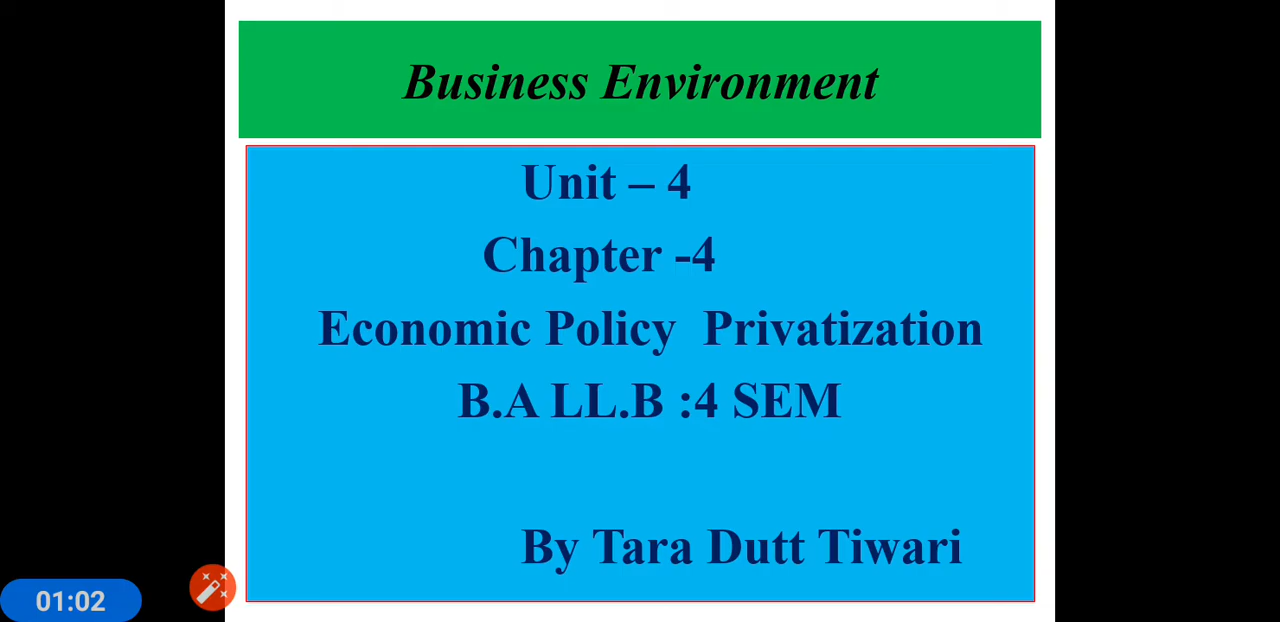 Business Environment
Unit – 4
Chapter -4
Economic Policy  Privatization
B.A LL.B :4 SEM
By Tara Dutt Tiwari
01:02